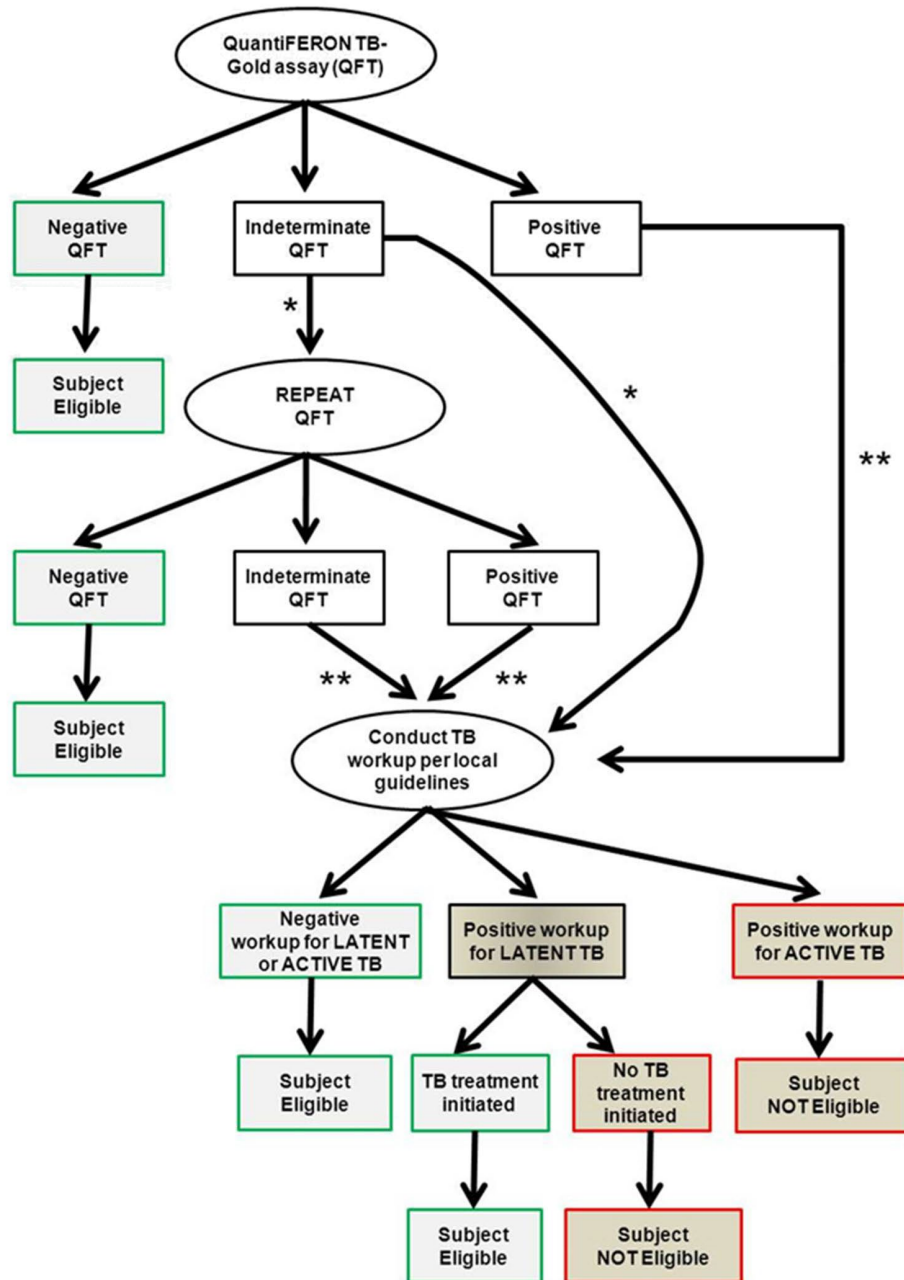 QuantiFERON TB-
Gold assay (QFT)
Negative
QFT
Indeterminate
QFT
Positive
QFT
*
*
**
Subject
Eligible
REPEAT
QFT
Negative
QFT
Indeterminate
QFT
Positive
QFT
**
**
Subject
Eligible
Conduct TB
workup per local
guidelines
Negative
workup for LATENT
or ACTIVE TB
Positive workup
for LATENT TB
Positive workup
for ACTIVE TB
Subject
Eligible
TB treatment
initiated
No TB
treatment
initiated
Subject
NOT Eligible
Subject
Eligible
Subject
NOT Eligible